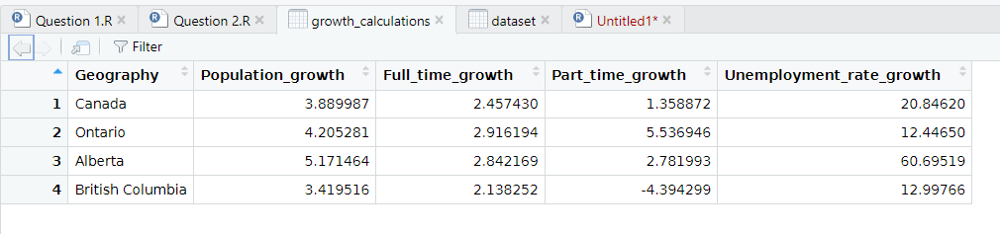 Question 1.R Question 2.R growth_calculations dataset Untitled1*
Filter
Geography Population_growth Full_time_growth Part_time_growth Unemployment_rate_growth
1 Canada 3.889987 2.457430 1.358872 20.84620
2 Ontario 4.205281 2.916194 5.536946 12.44650
3 Alberta 5.171464 2.842169 2.781993 60.69519
4 British Columbia 3.419516 2.138252 -4.394299 12.99766